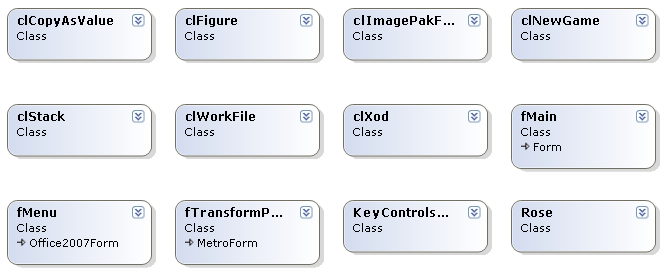 clCopyAsValue
Class
clFigure
Class
clImagePakF...
Class
clNewGame
Class
clStack
Class
clWorkFile
Class
clXod
Class
fMain
Class
Form
fMenu
Class
Office2007Form
fTransformP...
Class
MetroForm
KeyControls...
Class
Rose
Class